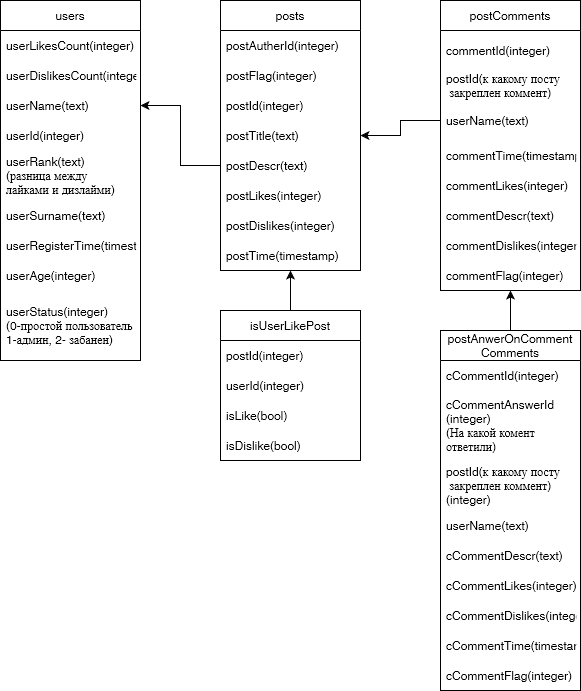 users
userLikesCount(integer)
userDislikesCount(intege
userName(text)
userId(integer)
userRank(text)
(разница между
лайками и дизлайми)
userSurname(text)
userRegisterTime(timest
userAge(integer)
userStatus(integer)
(0-простой пользователь
1-админ, 2- забанен)
posts
postAutherId(integer)
postFlag(integer)
postId(integer)
postTitle(text)
postDescr(text)
postLikes(integer)
postDislikes(integer)
postTime(timestamp)
isUserLikePost
postId(integer)
userId(integer)
isLike(bool)
isDislike(bool)
postComments
commentId(integer)
postId(к какому посту
закреплен коммент)
userName(text)
commentTime(timestamp
commentLikes(integer)
commentDescr(text)
commentDislikes(integer
commentFlag(integer)
postAnwerOnComment
Comments
cCommentId(integer)
cCommentAnswerId
(integer)
(На какой комент
ответили)
postId(к какому посту
закреплен коммент)
(integer)
userName(text)
cCommentDescr(text)
cCommentLikes(integer)
cCommentDislikes(integ
cCommentTime(timestar
cCommentFlag(integer)